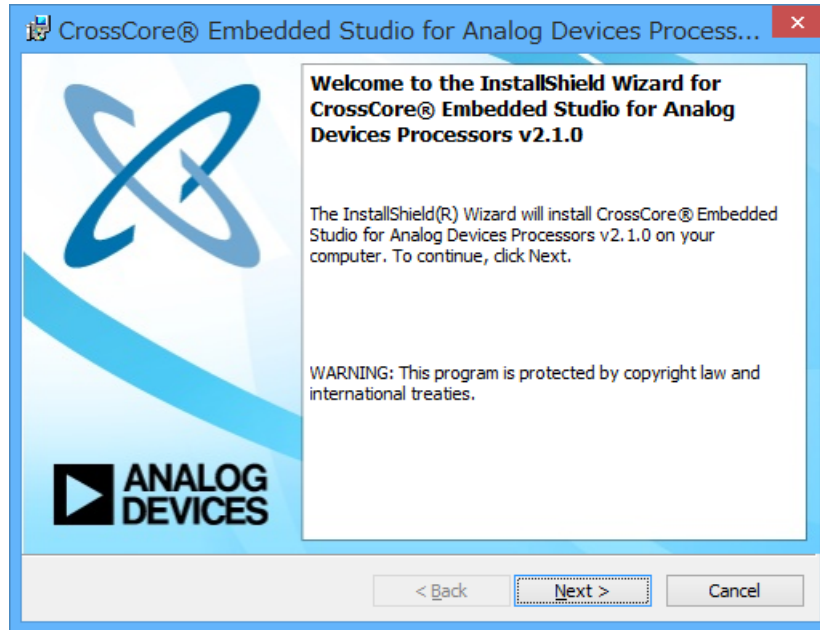 CrossCore® Embedded Studio for Analog Devices Process...
Welcome to the InstallShield Wizard for
CrossCore® Embedded Studio for Analog
Devices Processors v2.1.0
The InstallShield(R) Wizard will install CrossCore® Embedded
Studio for Analog Devices Processors v2.1.0 on your
computer. To continue, click Next.
WARNING: This program is protected by copyright law and
international treaties.
ANALOG
DEVICES
< Back Next > Cancel